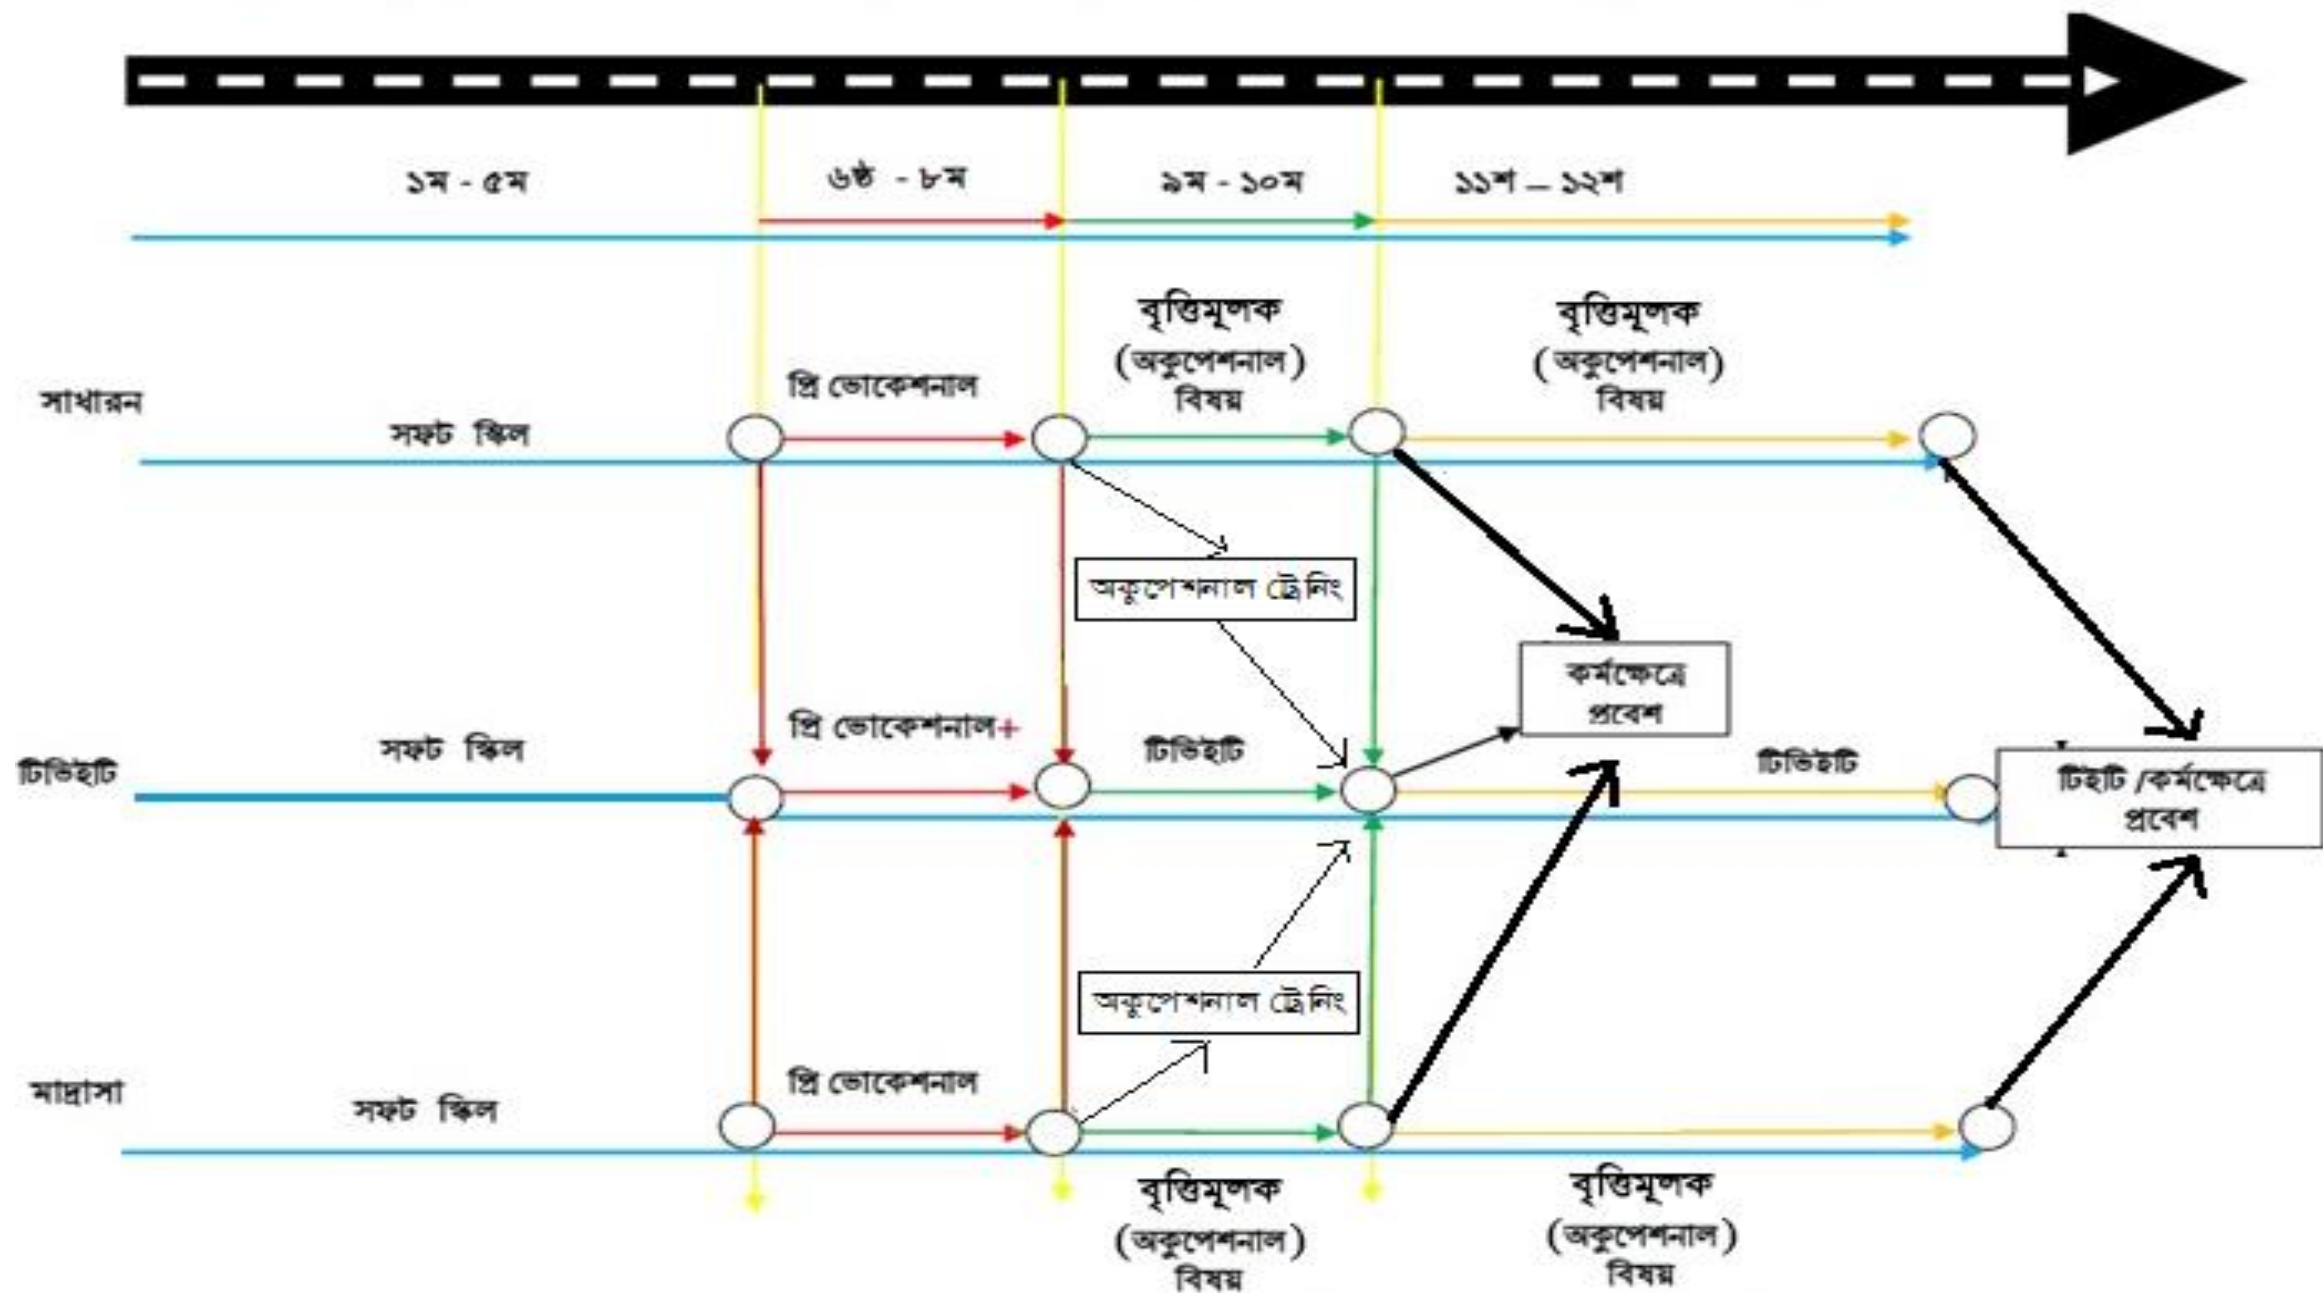 ১ম - ৫ম
৬ষ্ঠ - ৮ম
৯ম - ১০ম
১১শ – ১২শ
বৃত্তিমূলক
(অকুপেশনাল)
বিষয়
বৃত্তিমূলক
(অকুপেশনাল)
বিষয়
সাধারন
সফট স্কিল
প্রি ভোকেশনাল
অকুপেশনাল ট্রেনিং
কর্মক্ষেত্রে
প্রবেশ
টিভিইটি
সফট স্কিল
প্রি ভোকেশনাল+
টিভিইটি
টিভিইটি
টিইটি /কর্মক্ষেত্রে
প্রবেশ
অকুপেশনাল ট্রেনিং
মাদ্রাসা
সফট স্কিল
প্রি ভোকেশনাল
বৃত্তিমূলক
(অকুপেশনাল)
বিষয়
বৃত্তিমূলক
(অকুপেশনাল)
বিষয়